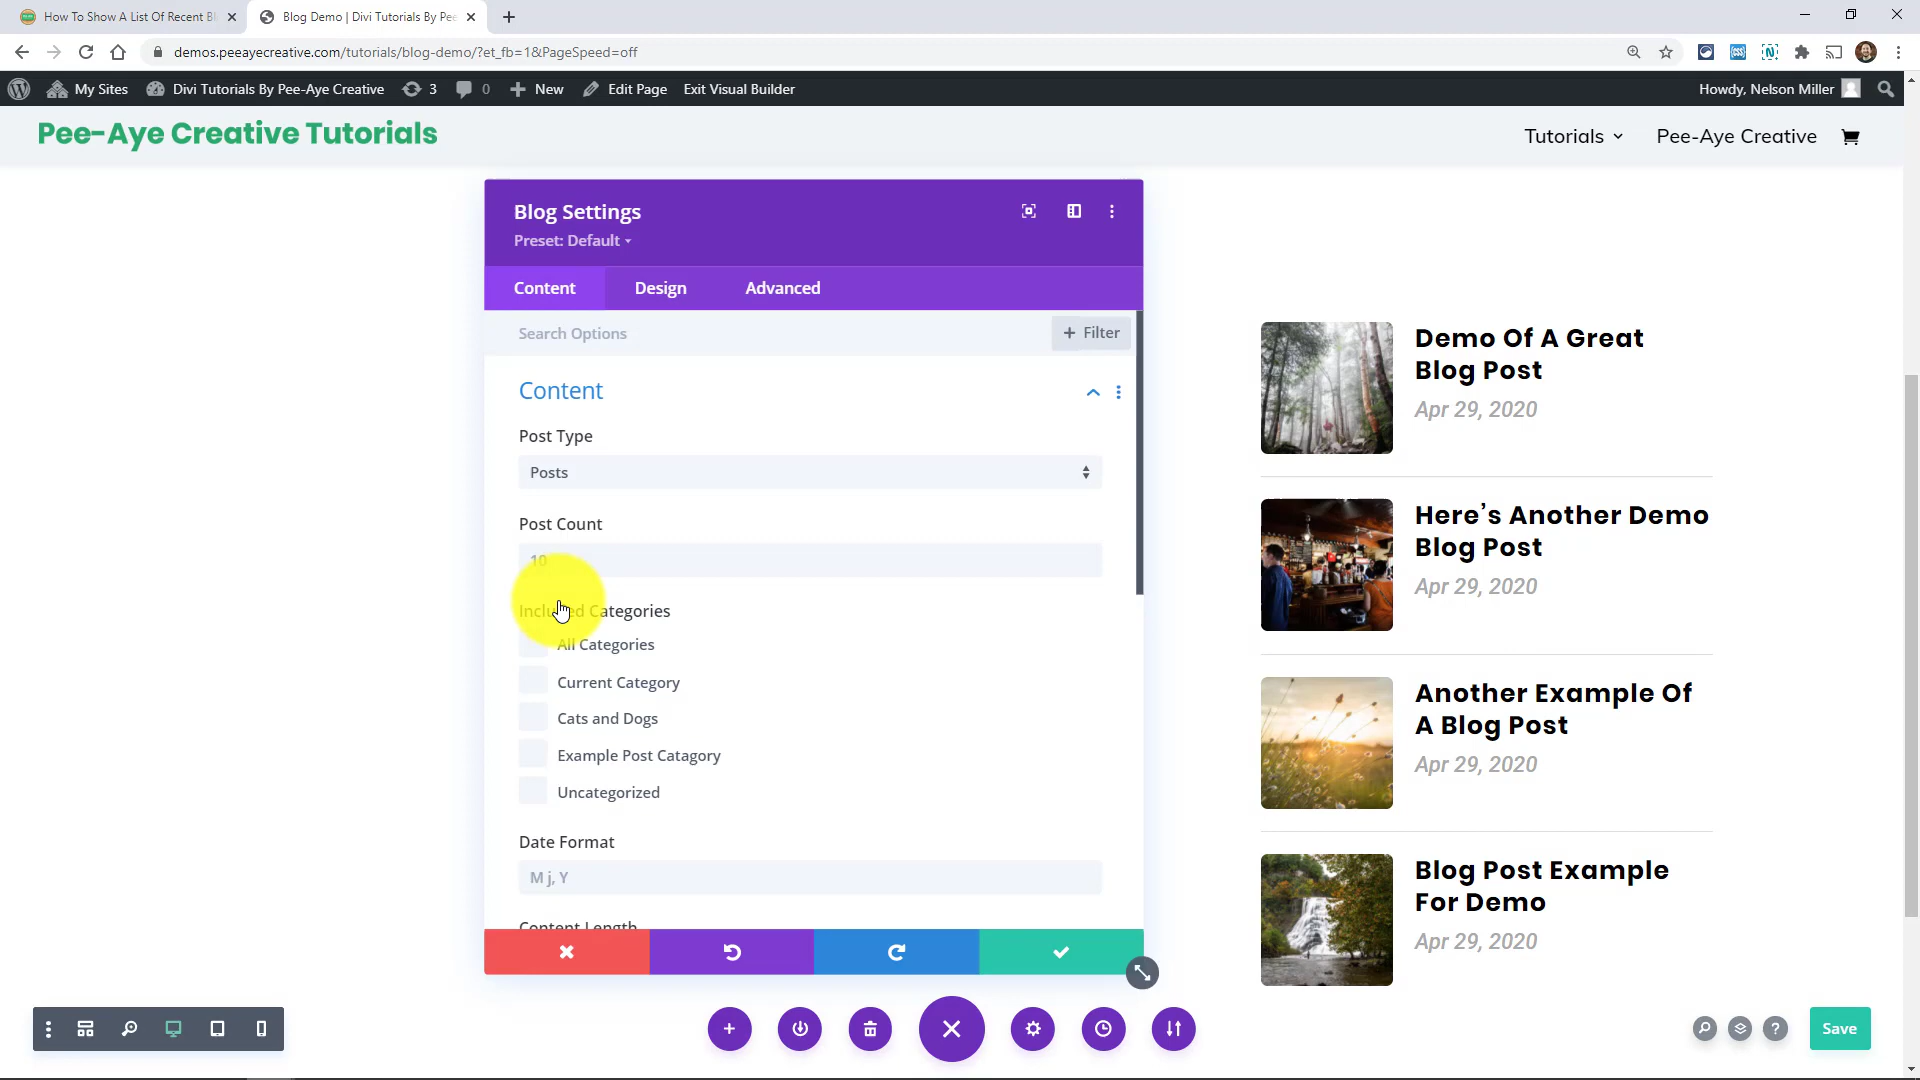 How To Show A List Of Recent Bl
Blog Demo | Divi Tutorials By Pee
demos.peeayecreative.com/tutorials/blog-demo/?et_fb=1&PageSpeed=off
My Sites
Divi Tutorials By Pee-Aye Creative
3
0
New
Edit Page
Exit Visual Builder
Howdy, Nelson Miller
Pee-Aye Creative Tutorials
Tutorials
Pee-Aye Creative
Blog Settings
Preset: Default
Content
Design
Advanced
Search Options
+ Filter
Content
Post Type
Posts
Post Count
10
Included Categories
All Categories
Current Category
Cats and Dogs
Example Post Catagory
Uncategorized
Date Format
M j, Y
Content Length
Demo Of A Great
Blog Post
Apr 29, 2020
Here’s Another Demo
Blog Post
Apr 29, 2020
Another Example Of
A Blog Post
Apr 29, 2020
Blog Post Example
For Demo
Apr 29, 2020
?
Save